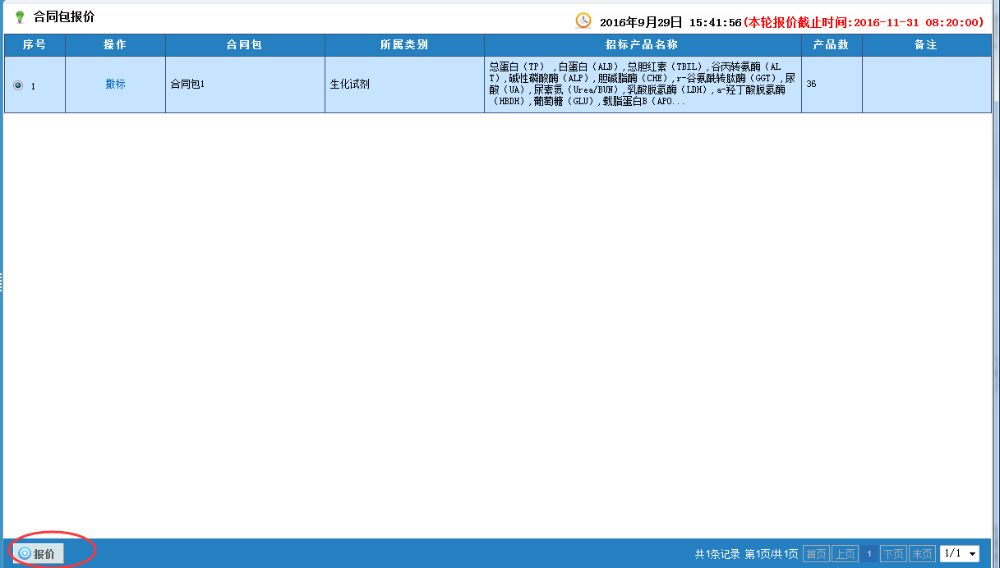 合同包报价
2016年9月29日 15:41:56(本轮报价截止时间:2016-11-31 08:20:00)
序号 操作 合同包 所属类别 招标产品名称 产品数 备注
1 撤标 合同包1 生化试剂 36
总蛋白（TP） ,白蛋白（ALB）,总胆红素（TBIL）,谷丙转氨酶（AL
T）,碱性磷酸酶（ALP）,胆碱脂酶（CHE）,r-谷氨酰转肽酶（GGT）,尿
酸（UA）,尿素氮（Urea/BUN）,乳酸脱氢酶（LDH）,a-羟丁酸脱氢酶
（HBDH）,葡萄糖（GLU）,载脂蛋白B（APO...
报价
共1条记录 第1页/共1页 首页 上页 1 下页 末页 1/1